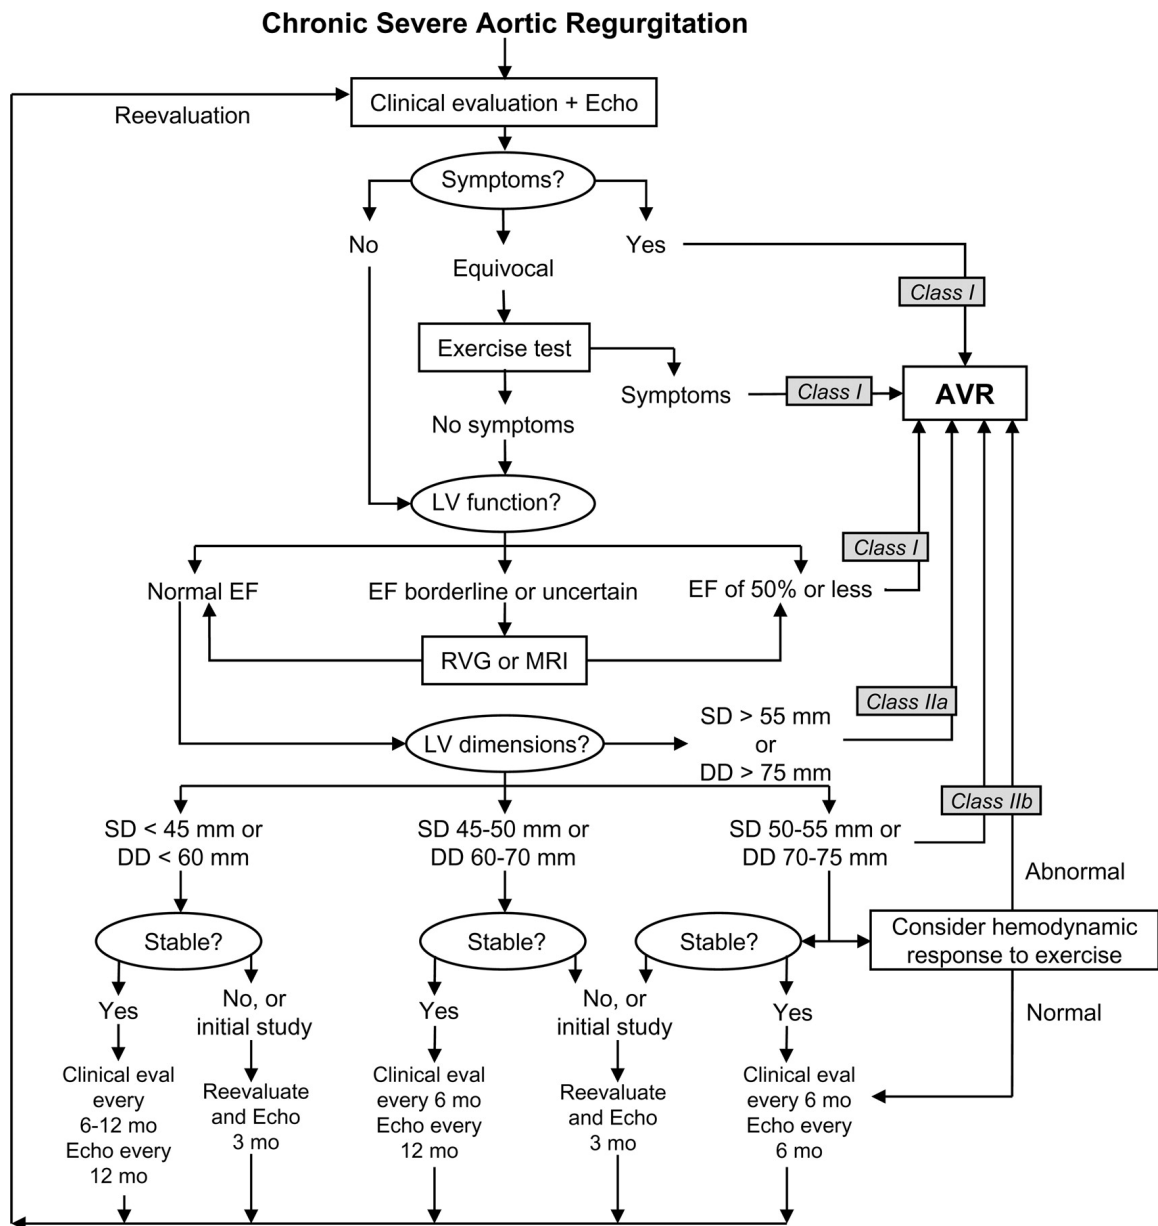 Chronic Severe Aortic Regurgitation
Clinical evaluation + Echo
Reevaluation
Symptoms?
No
Yes
Equivocal
Class I
Exercise test
Symptoms
Class I
AVR
No symptoms
LV function?
Class I
Normal EF
EF borderline or uncertain
EF of 50% or less
RVG or MRI
Class IIa
SD > 55 mm
or
DD > 75 mm
LV dimensions?
Class IIb
SD < 45 mm or
DD < 60 mm
SD 45-50 mm or
DD 60-70 mm
SD 50-55 mm or
DD 70-75 mm
Abnormal
Stable?
Stable?
Stable?
Consider hemodynamic
response to exercise
Normal
Yes
No, or
initial study
Yes
No, or
initial study
Yes
Clinical eval
every
6-12 mo
Echo every
12 mo
Reevaluate
and Echo
3 mo
Clinical eval
every 6 mo
Echo every
12 mo
Reevaluate
and Echo
3 mo
Clinical eval
every 6 mo
Echo every
6 mo